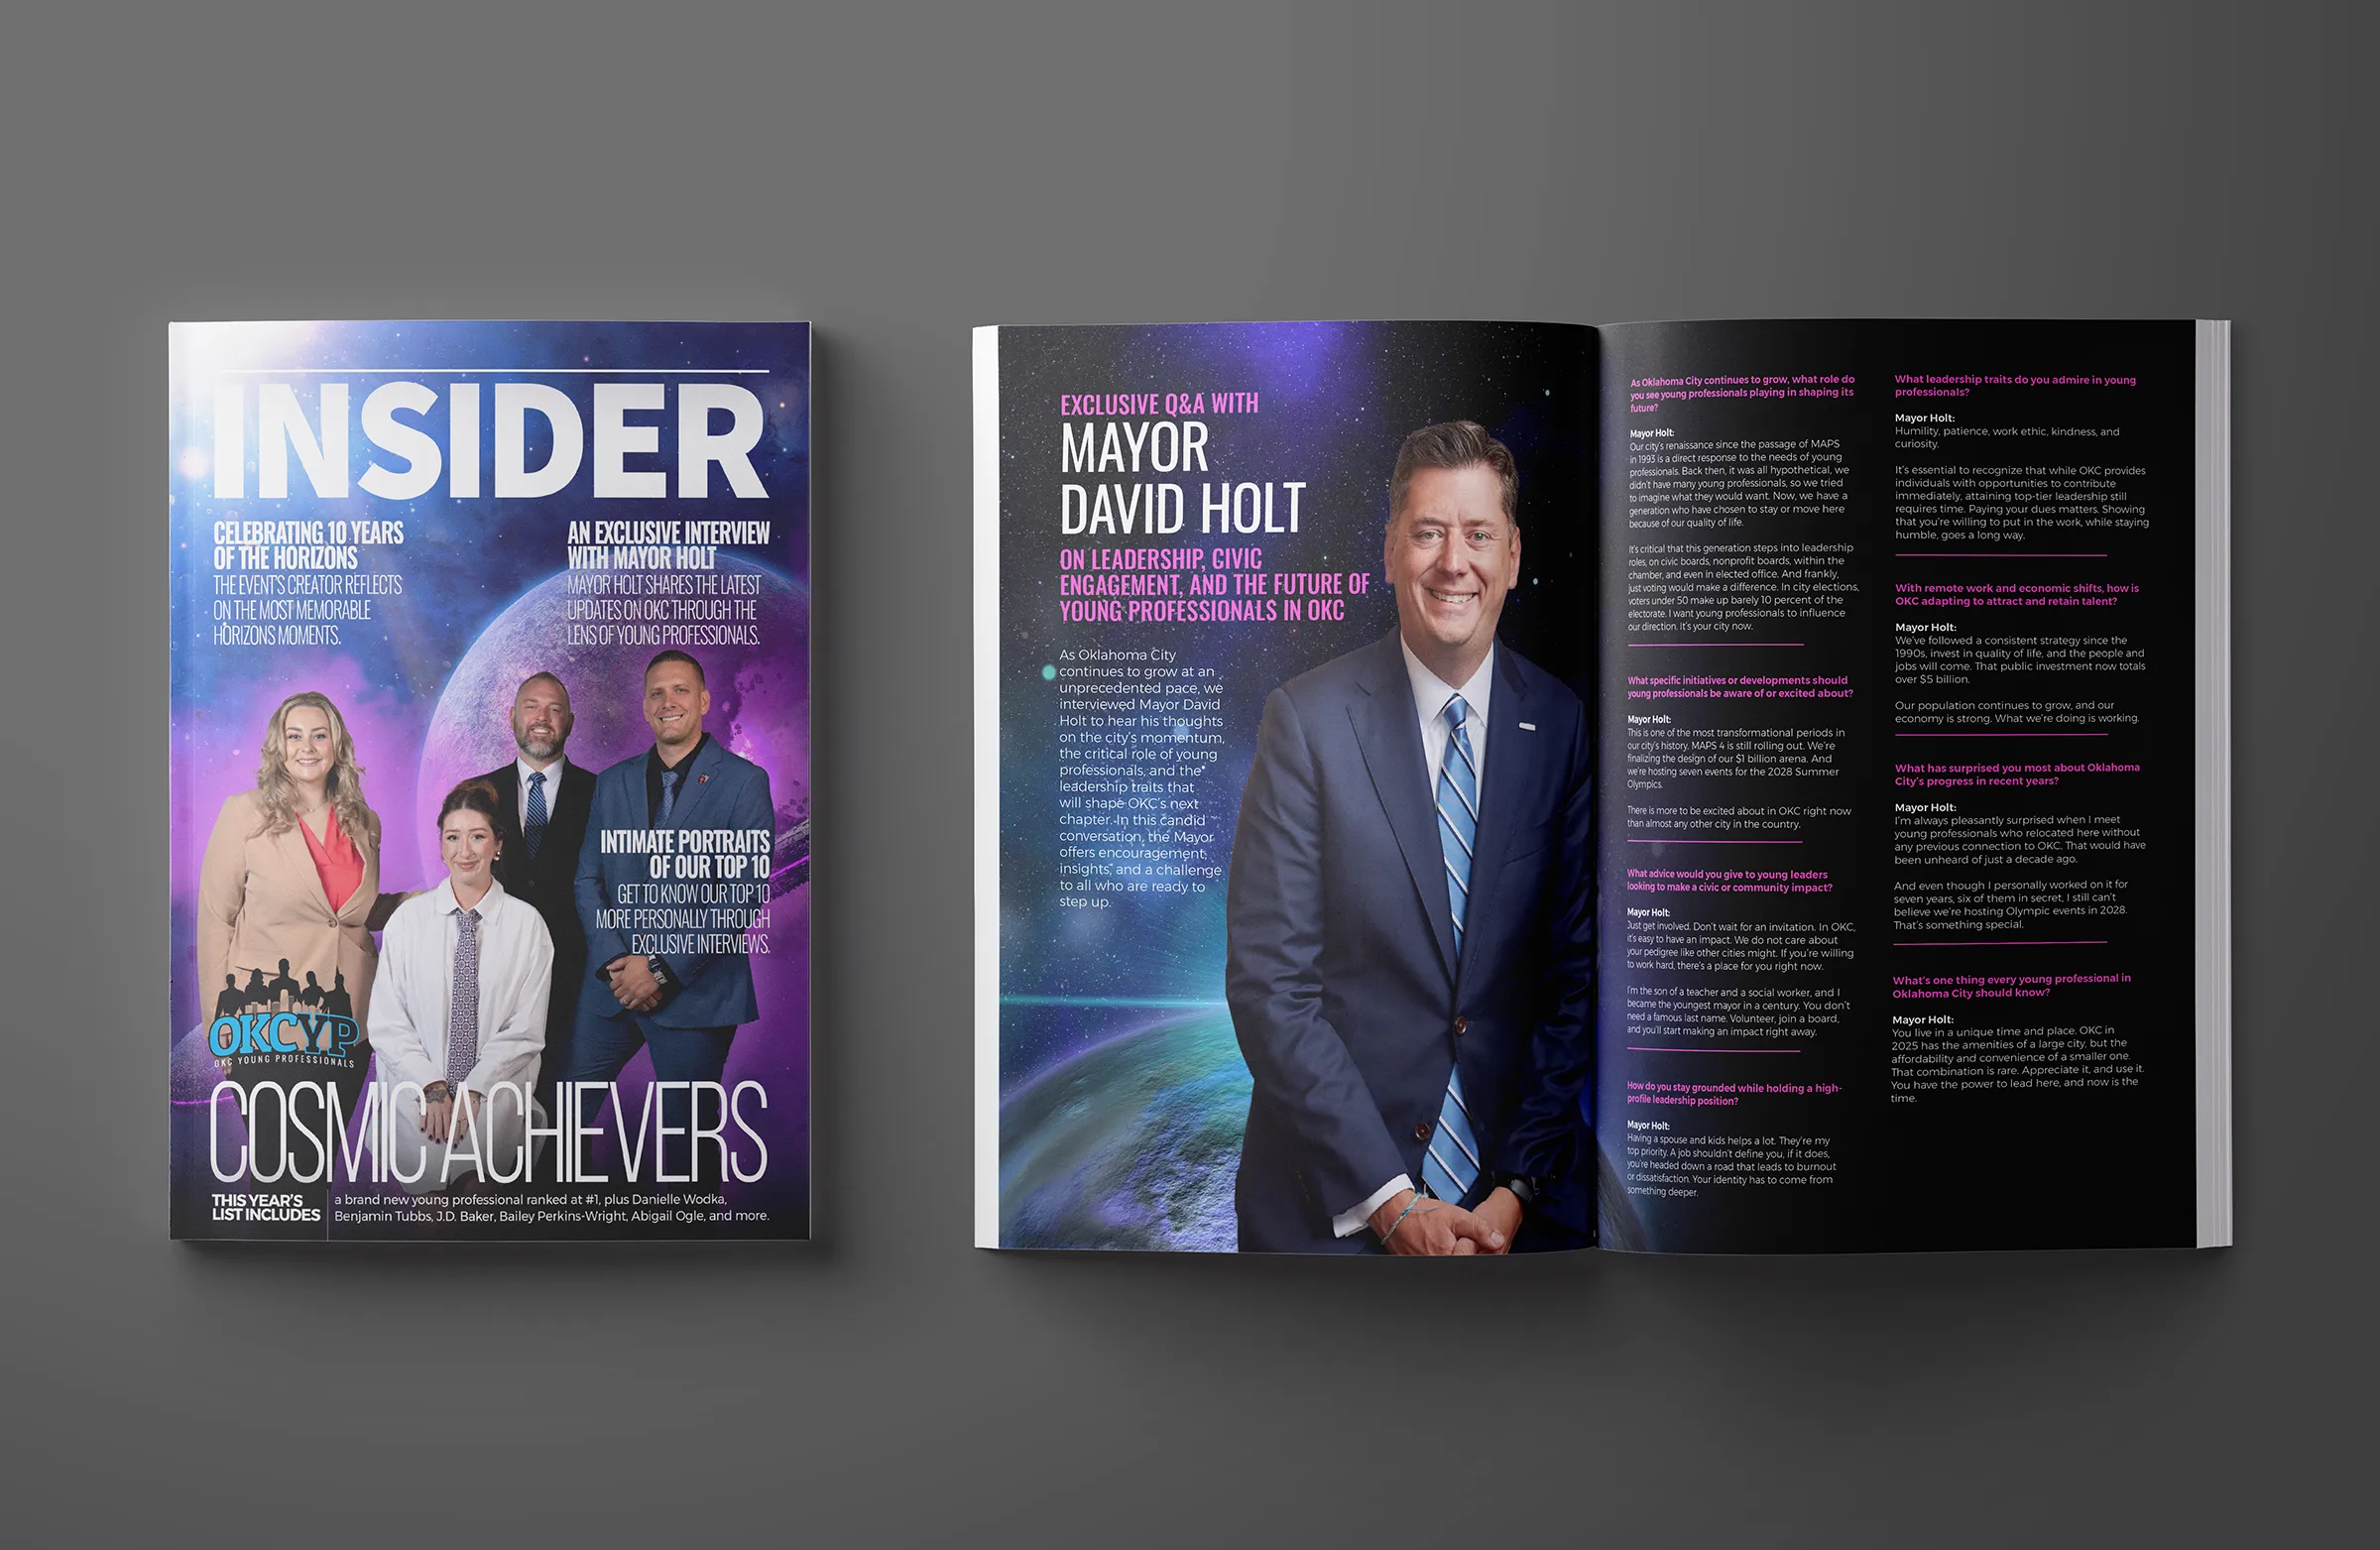 INSIDER
CELEBRATING 10 YEARS
OF THE HORIZONS
THE EVENT'S CREATOR REFLECTS
ON THE MOST MEMORABLE
HORIZONS MOMENTS.
AN EXCLUSIVE INTERVIEW
WITH MAYOR HOLT
MAYOR HOLT SHARES THE LATEST
UPDATES ON OKC THROUGH THE
LENS OF YOUNG PROFESSIONALS.
INTIMATE PORTRAITS
OF OUR TOP 10
GET TO KNOW OUR TOP 10
MORE PERSONALLY THROUGH
EXCLUSIVE INTERVIEWS.
OKCYP
OKC YOUNG PROFESSIONALS
COSMIC ACHIEVERS
THIS YEAR'S
LIST INCLUDES
a brand new young professional ranked at #1, plus Danielle Wodka,
Benjamin Tubbs, J.D. Baker, Bailey Perkins-Wright, Abigail Ogle, and more.
EXCLUSIVE Q&A WITH
MAYOR
DAVID HOLT
ON LEADERSHIP, CIVIC
ENGAGEMENT, AND THE FUTURE OF
YOUNG PROFESSIONALS IN OKC
As Oklahoma City
continues to grow at an
unprecedented pace, we
interviewed Mayor David
Holt to hear his thoughts
on the city's momentum,
the critical role of young
professionals, and the
leadership traits that
will shape OKC's next
chapter. In this candid
conversation, the Mayor
offers encouragement,
insights, and a challenge
to all who are ready to
step up.
As Oklahoma City continues to grow, what role do
you see young professionals playing in shaping its
future?
Mayor Holt:
Our city's renaissance since the passage of MAPS
in 1993 is a direct response to the needs of young
professionals. Back then, it was all hypothetical, we
didn't have many young professionals, so we tried
to imagine what they would want. Now, we have a
generation who have chosen to stay or move here
because of our quality of life.
It's critical that this generation steps into leadership
roles, on civic boards, nonprofit boards, within the
chamber, and even in elected office. And frankly,
just voting would make a difference. In city elections,
voters under 50 make up barely 10 percent of the
electorate. I want young professionals to influence
our direction. It's your city now.
What specific initiatives or developments should
young professionals be aware of or excited about?
Mayor Holt:
This is one of the most transformational periods in
our city's history. MAPS 4 is still rolling out. We're
finalizing the design of our $1 billion arena. And
we're hosting seven events for the 2028 Summer
Olympics.
There is more to be excited about in OKC right now
than almost any other city in the country.
What advice would you give to young leaders
looking to make a civic or community impact?
Mayor Holt:
Just get involved. Don't wait for an invitation. In OKC,
it's easy to have an impact. We do not care about
your pedigree like other cities might. If you're willing
to work hard, there's a place for you right now.
I'm the son of a teacher and a social worker, and I
became the youngest mayor in a century. You don't
need a famous last name. Volunteer, join a board,
and you'll start making an impact right away.
How do you stay grounded while holding a high-
profile leadership position?
Mayor Holt:
Having a spouse and kids helps a lot. They're my
top priority. A job shouldn't define you, if it does,
you're headed down a road that leads to burnout
or dissatisfaction. Your identity has to come from
something deeper.
What leadership traits do you admire in young
professionals?
Mayor Holt:
Humility, patience, work ethic, kindness, and
curiosity.
It's essential to recognize that while OKC provides
individuals with opportunities to contribute
immediately, attaining top-tier leadership still
requires time. Paying your dues matters. Showing
that you're willing to put in the work, while staying
humble, goes a long way.
With remote work and economic shifts, how is
OKC adapting to attract and retain talent?
Mayor Holt:
We've followed a consistent strategy since the
1990s, invest in quality of life, and the people and
jobs will come. That public investment now totals
over $5 billion.
Our population continues to grow, and our
economy is strong. What we're doing is working.
What has surprised you most about Oklahoma
City's progress in recent years?
Mayor Holt:
I'm always pleasantly surprised when I meet
young professionals who relocated here without
any previous connection to OKC. That would have
been unheard of just a decade ago.
And even though I personally worked on it for
seven years, six of them in secret, I still can't
believe we're hosting Olympic events in 2028.
That's something special.
What's one thing every young professional in
Oklahoma City should know?
Mayor Holt:
You live in a unique time and place. OKC in
2025 has the amenities of a large city, but the
affordability and convenience of a smaller one.
That combination is rare. Appreciate it, and use it.
You have the power to lead here, and now is the
time.